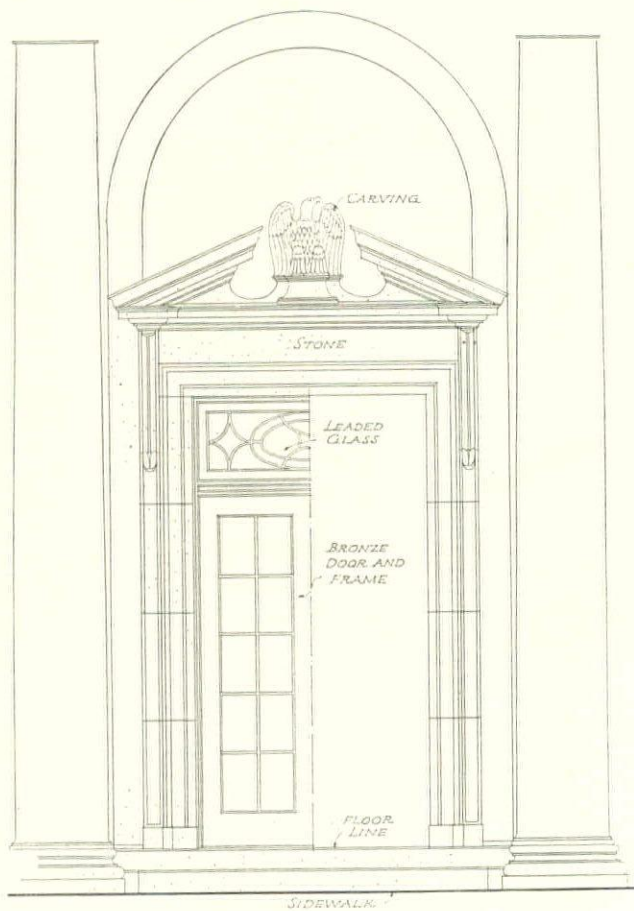 CARVING
STONE
LEADED
GLASS
BRONZE
DOOR AND
FRAME
FLOOR
LINE
SIDEWALK